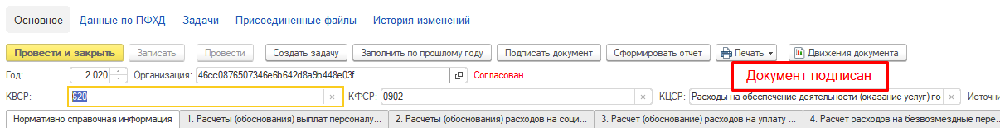 Основное Данные по ПФХД Задачи Присоединенные файлы История изменений
Провести и закрыть Записать Провести Создать задачу Заполнить по прошлому году Подписать документ Сформировать отчет Печать Движения документа
Год: 2 020 Организация: 46cc0876507346e6b642d8a9b448e03f Согласован Документ подписан
КВСР: 620 КФСР: 0902 КЦСР: Расходы на обеспечение деятельности (оказание услуг) го Источни
Нормативно справочная информация 1. Расчеты (обоснования) выплат персоналу... 2. Расчеты (обоснования) расходов на соци... 3. Расчет (обоснование) расходов на уплату ... 4. Расчет расходов на безвозмездные пере...